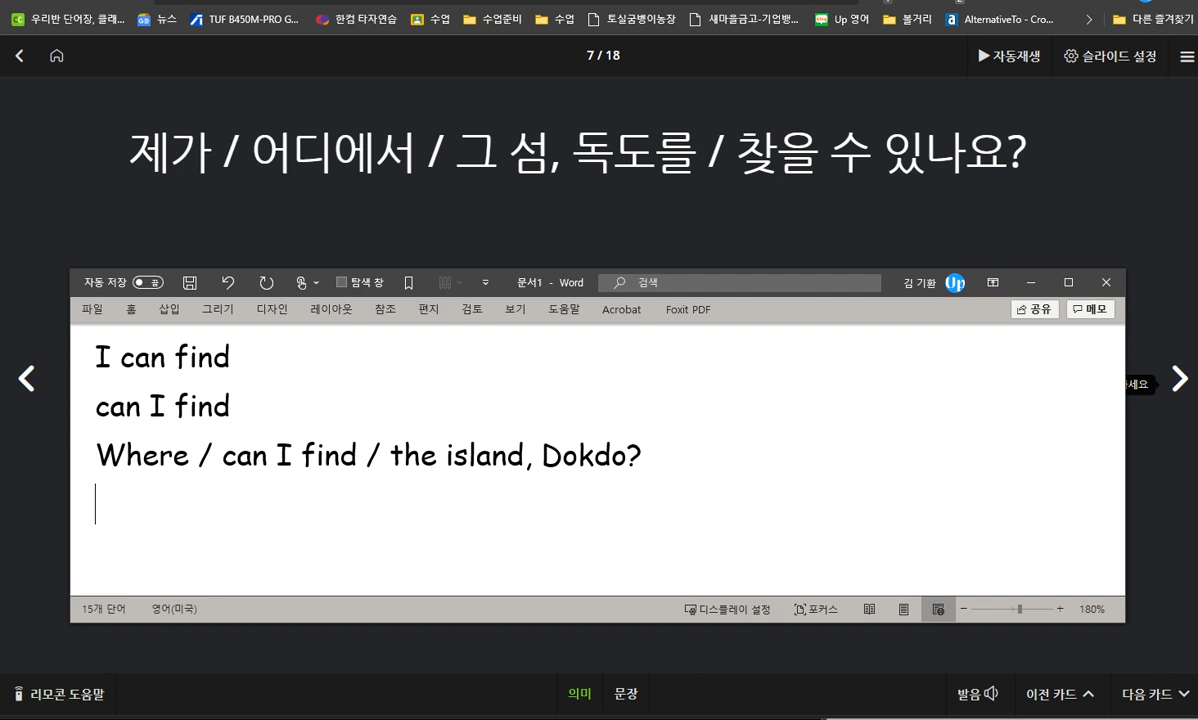 우리반 단어장, 클래... 뉴스 TUF B450M-PRO G... 한컴 타자연습 수업 수업준비 수업 토실굼벵이농장 새마을금고-기업뱅... Up 영어 볼거리 AlternativeTo - Cro... 다른 즐겨찾기
7 / 18 자동재생 슬라이드 설정
제가 / 어디에서 / 그 섬, 독도를 / 찾을 수 있나요?
자동 저장 끔 탐색 창 문서1 - Word 검색 김 기환 Up
파일 홈 삽입 그리기 디자인 레이아웃 참조 편지 검토 보기 도움말 Acrobat Foxit PDF 공유 메모
I can find
can I find
세요
Where / can I find / the island, Dokdo?
15개 단어 영어(미국) 디스플레이 설정 포커스 180%
리모콘 도움말 의미 문장 발음 이전 카드 다음 카드